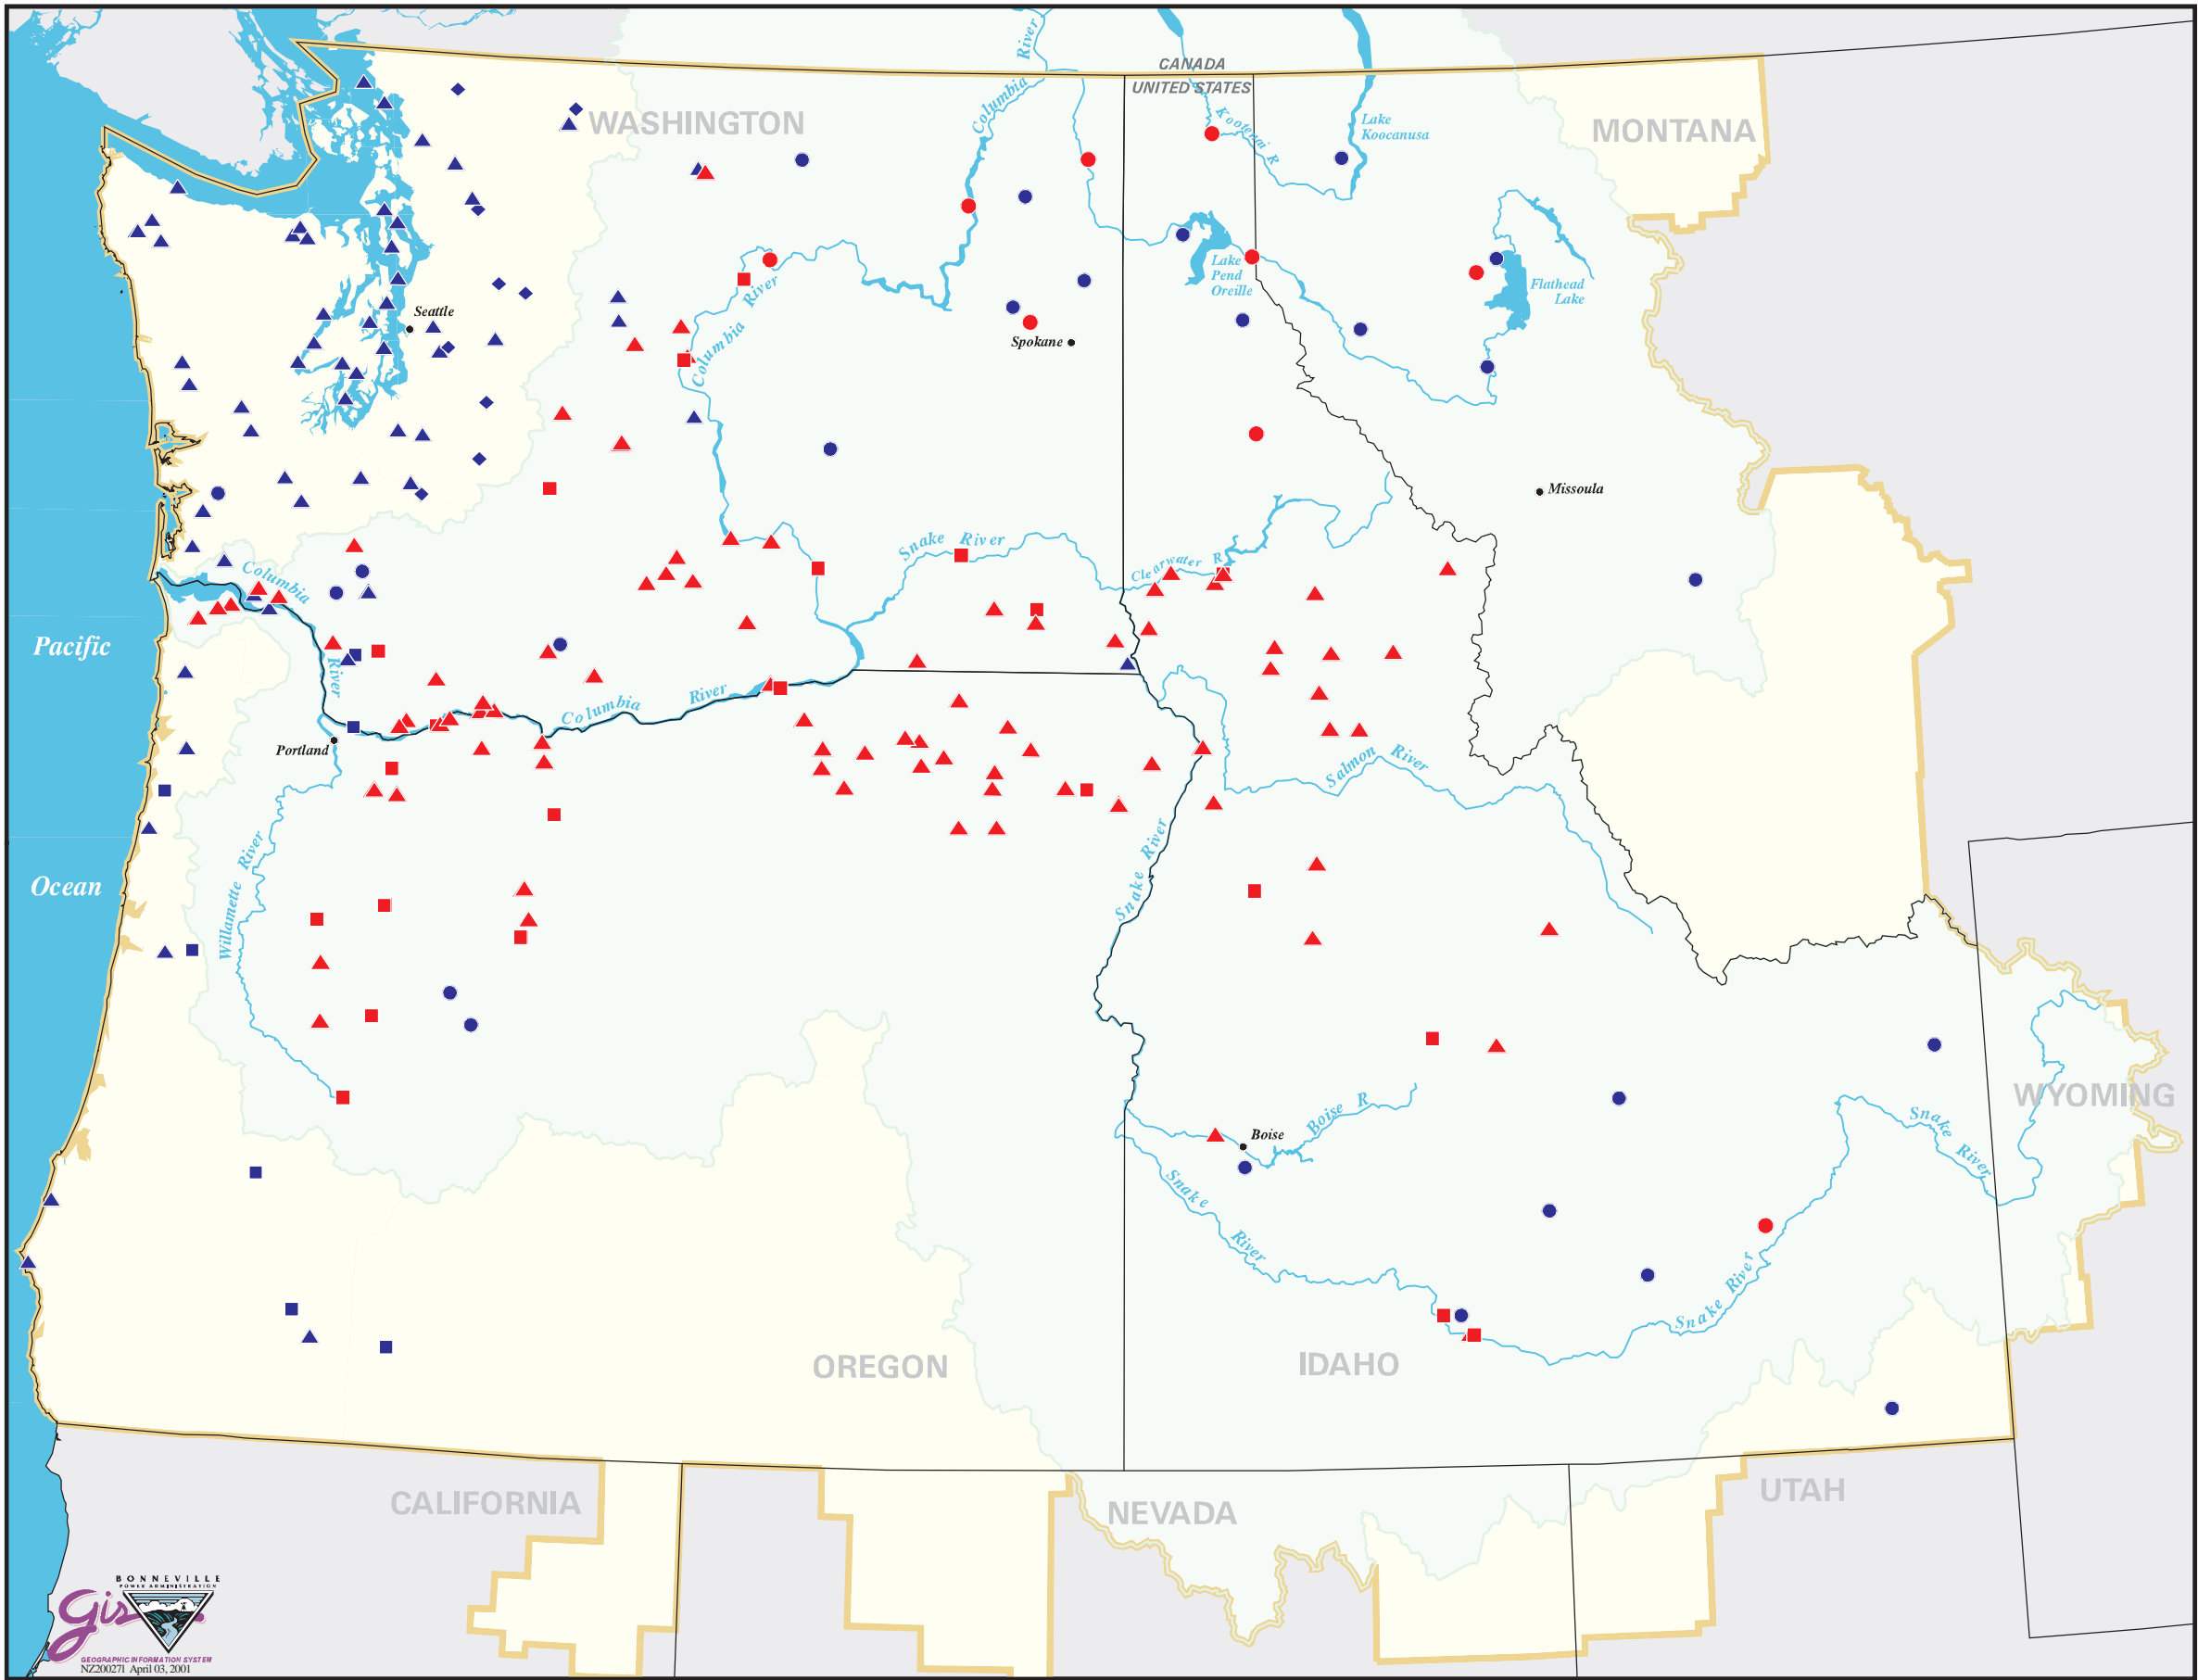 River
CANADA
UNITED STATES
Columbia
WASHINGTON
Kootenai R
Lake
Koocanusa
MONTANA
Lake
Pend
Oreille
Flathead
Lake
River
Columbia
Seattle
Spokane
Missoula
Snake River
Clearwater R
Columbia
River
Pacific
Columbia River
Portland
Salmon River
Snake River
Willamette River
Ocean
WYOMING
Snake
River
Boise R
Boise
Snake
River
Snake River
OREGON
IDAHO
CALIFORNIA
NEVADA
UTAH
BONNEVILLE
POWER ADMINISTRATION
gis
GEOGRAPHIC INFORMATION SYSTEM
NZ200271 April 03, 2001